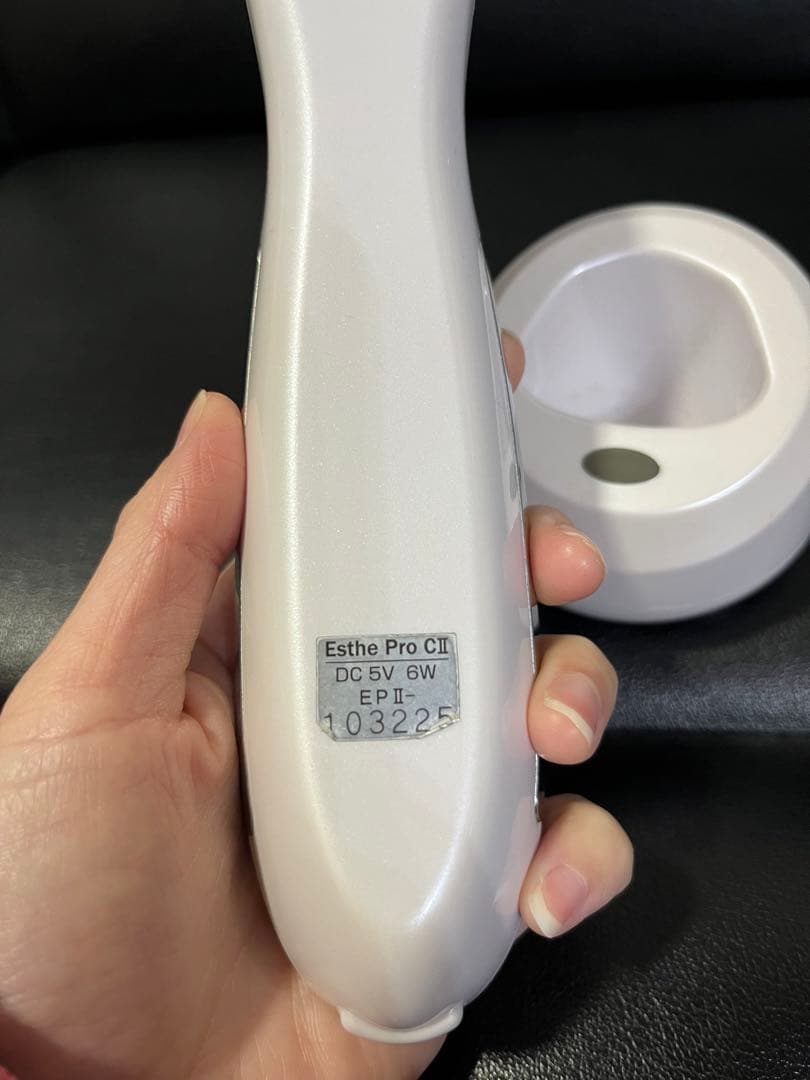 Esthe Pro CⅡ
DC 5V 6W
EPⅡ-
103225